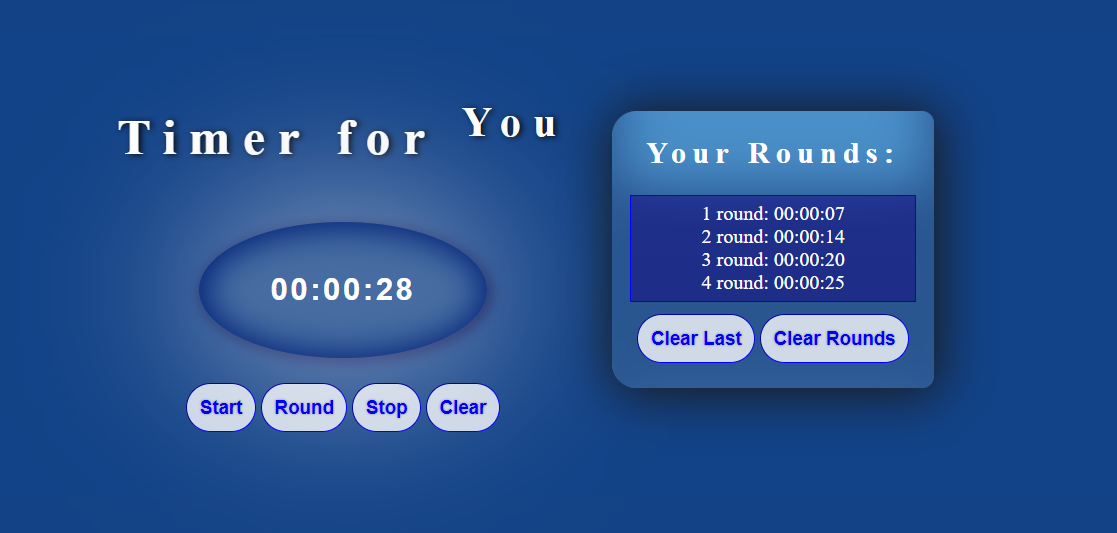 Timer for You
00:00:28
Start Round Stop Clear
Your Rounds:
1 round: 00:00:07
2 round: 00:00:14
3 round: 00:00:20
4 round: 00:00:25
Clear Last Clear Rounds